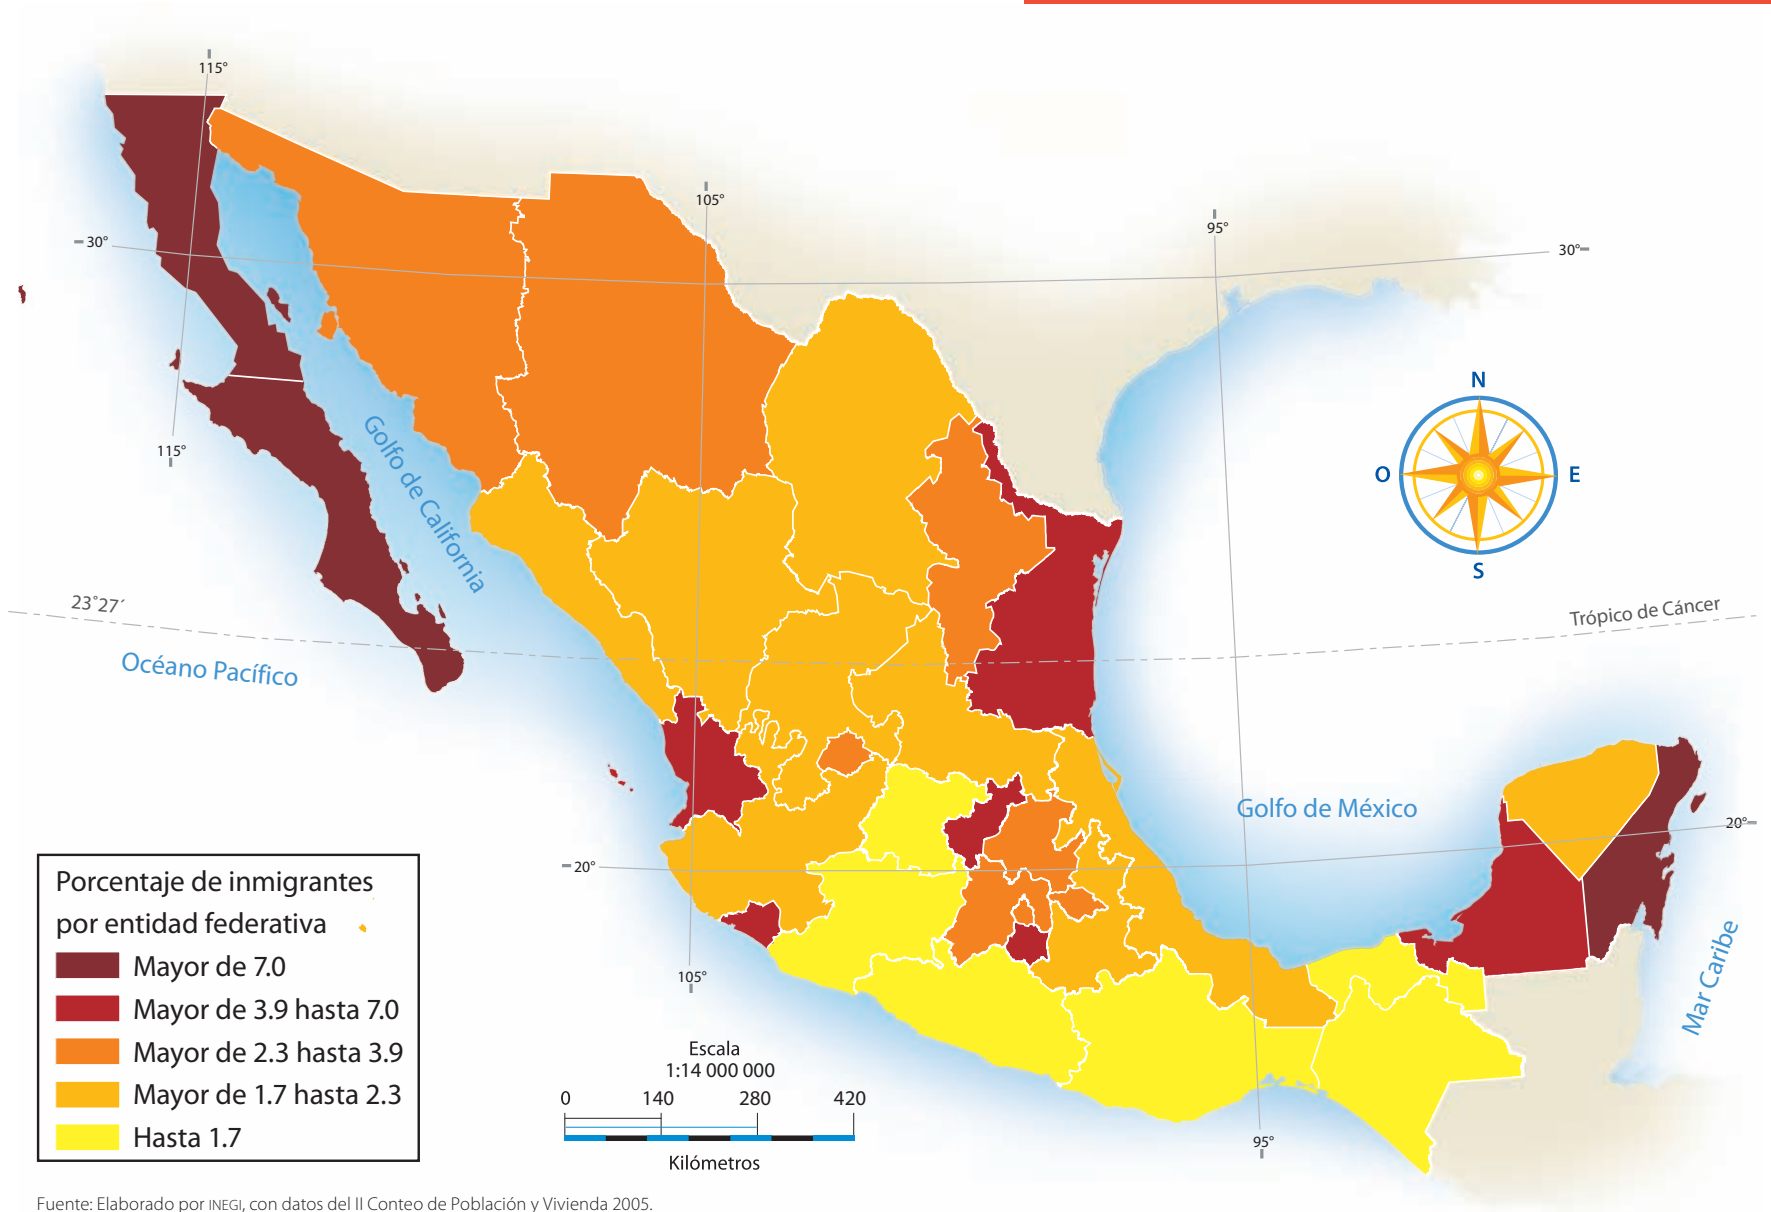 115°
105°
95°
30°
30°
N
O
E
S
115°
Golfo de California
23°27´
Trópico de Cáncer
Océano Pacífico
Golfo de México
20°
20°
Porcentaje de inmigrantes
por entidad federativa
Mayor de 7.0
Mayor de 3.9 hasta 7.0
Mayor de 2.3 hasta 3.9
Mayor de 1.7 hasta 2.3
Hasta 1.7
105°
Mar Caribe
Escala
1:14 000 000
0 140 280 420
Kilómetros
95°
Fuente: Elaborado por INEGI, con datos del II Conteo de Población y Vivienda 2005.